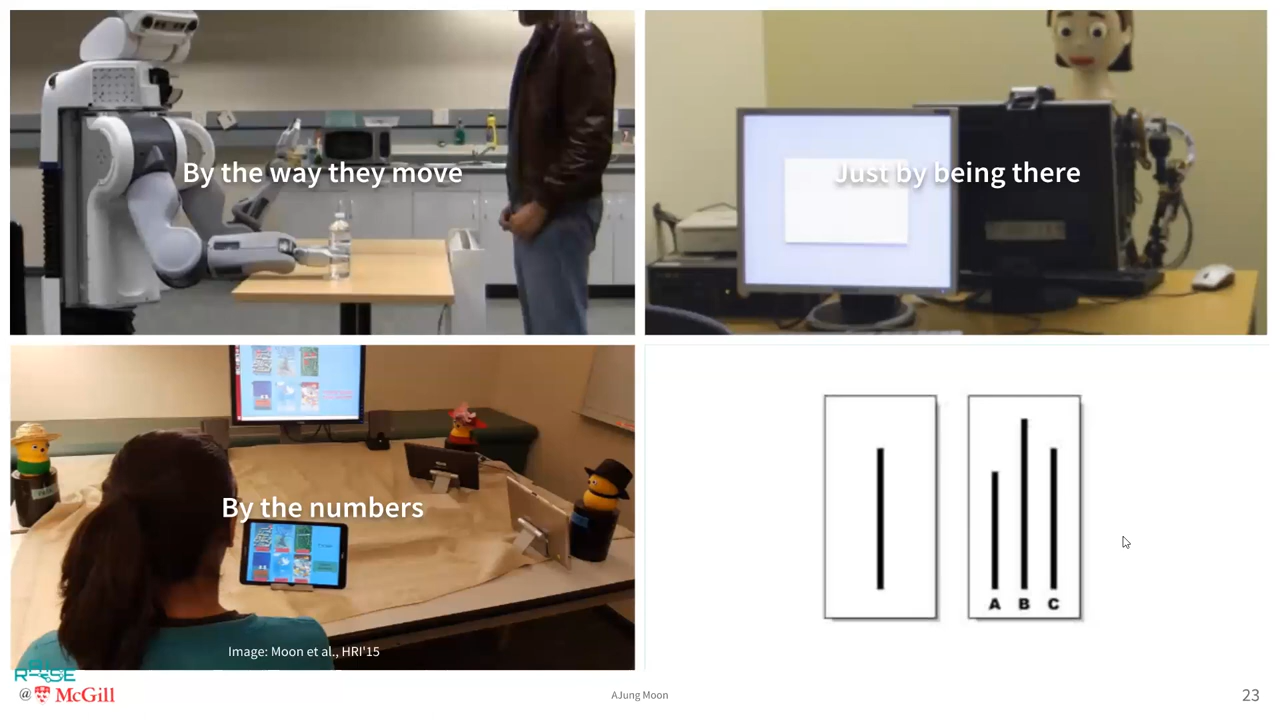 By the way they move
Just by being there
By the numbers
Image: Moon et al., HRI'15
A B C
RAISE
@ McGill
AJung Moon
23